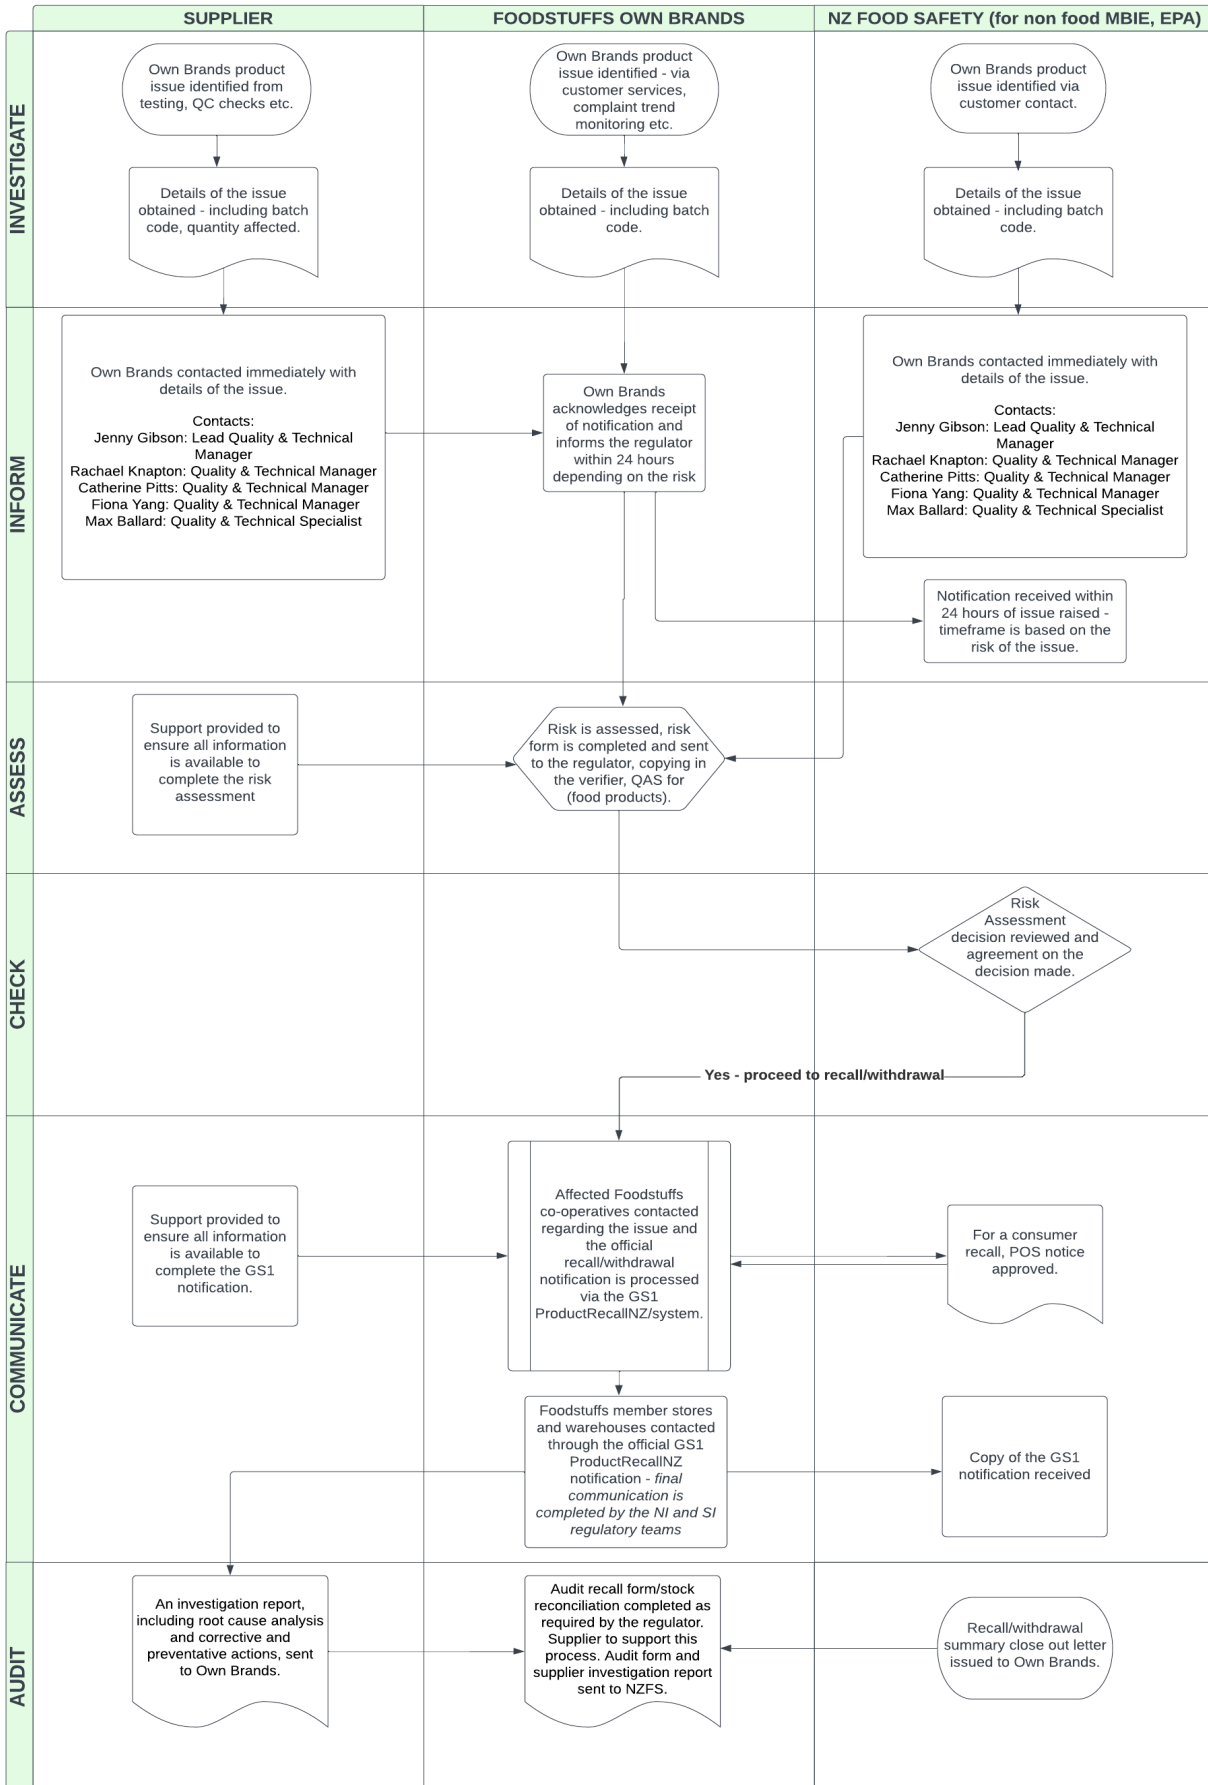 SUPPLIER
FOODSTUFFS OWN BRANDS
NZ FOOD SAFETY (for non food MBIE, EPA)
INVESTIGATE
Own Brands product
issue identified from
testing, QC checks etc.
Own Brands product
issue identified - via
customer services,
complaint trend
monitoring etc.
Own Brands product
issue identified via
customer contact.
Details of the issue
obtained - including batch
code, quantity affected.
Details of the issue
obtained - including batch
code.
Details of the issue
obtained - including batch
code.
INFORM
Own Brands contacted immediately with
details of the issue.
Contacts:
Jenny Gibson: Lead Quality & Technical
Manager
Rachael Knapton: Quality & Technical Manager
Catherine Pitts: Quality & Technical Manager
Fiona Yang: Quality & Technical Manager
Max Ballard: Quality & Technical Specialist
Own Brands
acknowledges receipt
of notification and
informs the regulator
within 24 hours
depending on the risk
Own Brands contacted immediately with
details of the issue.
Contacts:
Jenny Gibson: Lead Quality & Technical
Manager
Rachael Knapton: Quality & Technical Manager
Catherine Pitts: Quality & Technical Manager
Fiona Yang: Quality & Technical Manager
Max Ballard: Quality & Technical Specialist
Notification received within
24 hours of issue raised -
timeframe is based on the
risk of the issue.
ASSESS
Support provided to
ensure all information
is available to
complete the risk
assessment
Risk is assessed, risk
form is completed and sent
to the regulator, copying in
the verifier, QAS for
(food products).
CHECK
Risk
Assessment
decision reviewed and
agreement on the
decision made.
Yes - proceed to recall/withdrawal
COMMUNICATE
Support provided to
ensure all information
is available to
complete the GS1
notification.
Affected Foodstuffs
co-operatives contacted
regarding the issue and
the official
recall/withdrawal
notification is processed
via the GS1
ProductRecallNZ/system.
For a consumer
recall, POS notice
approved.
Foodstuffs member stores
and warehouses contacted
through the official GS1
ProductRecallNZ
notification - final
communication is
completed by the NI and SI
regulatory teams
Copy of the GS1
notification received
AUDIT
An investigation report,
including root cause analysis
and corrective and
preventative actions, sent
to Own Brands.
Audit recall form/stock
reconciliation completed as
required by the regulator.
Supplier to support this
process. Audit form and
supplier investigation report
sent to NZFS.
Recall/withdrawal
summary close out letter
issued to Own Brands.